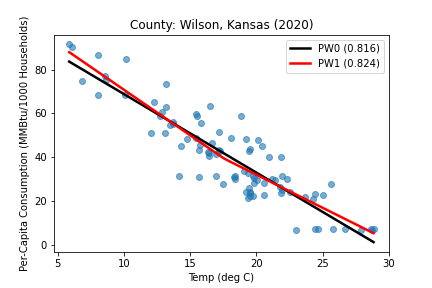 County: Wilson, Kansas (2020)
PW0 (0.816)
PW1 (0.824)
Per-Capita Consumption (MMBtu/1000 Households)
80
60
40
20
0
5 10 15 20 25 30
Temp (deg C)